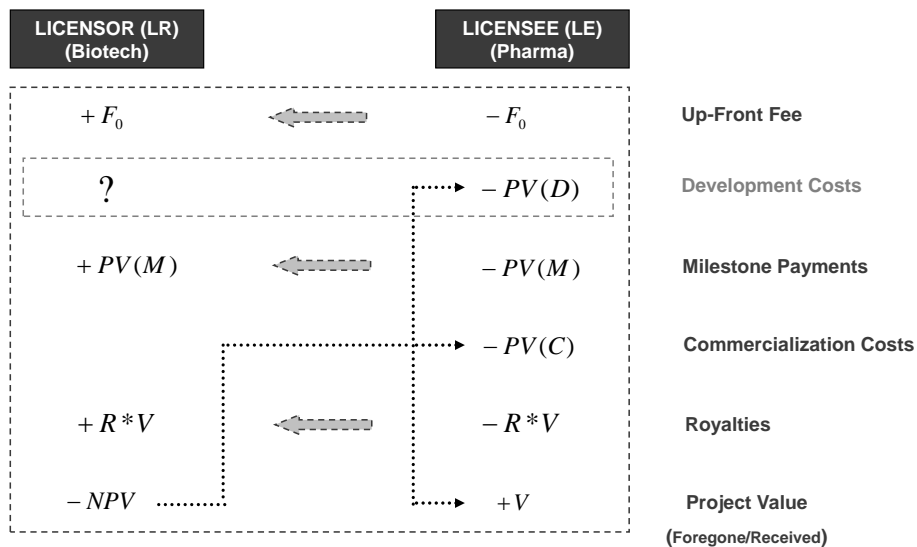 LICENSOR (LR)
(Biotech)
LICENSEE (LE)
(Pharma)
+ F₀
− F₀
Up-Front Fee
?
− PV(D)
Development Costs
+ PV(M)
− PV(M)
Milestone Payments
− PV(C)
Commercialization Costs
+ R*V
− R*V
Royalties
− NPV
+V
Project Value
(Foregone/Received)